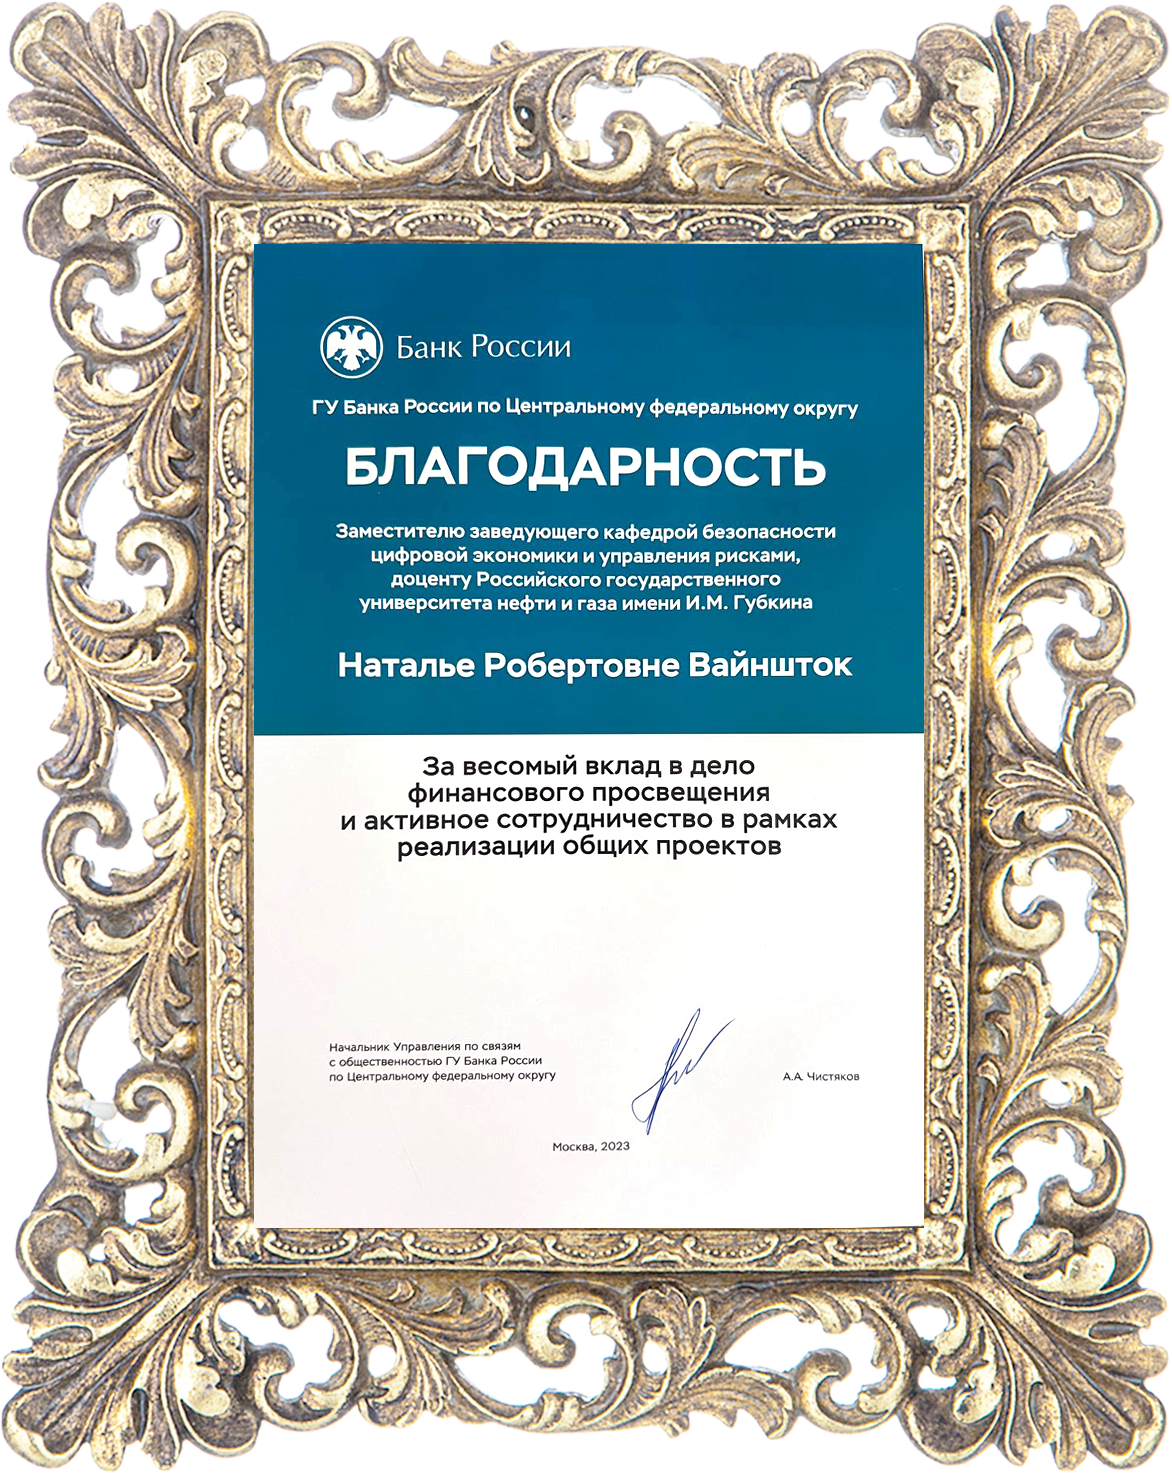 Банк России
ГУ Банка России по Центральному федеральному округу
БЛАГОДАРНОСТЬ
Заместителю заведующего кафедрой безопасности
цифровой экономики и управления рисками,
доценту Российского государственного
университета нефти и газа имени И.М. Губкина
Наталье Робертовне Вайншток
За весомый вклад в дело
финансового просвещения
и активное сотрудничество в рамках
реализации общих проектов
Начальник Управления по связям
с общественностью ГУ Банка России
по Центральному федеральному округу
А.А. Чистяков
Москва, 2023